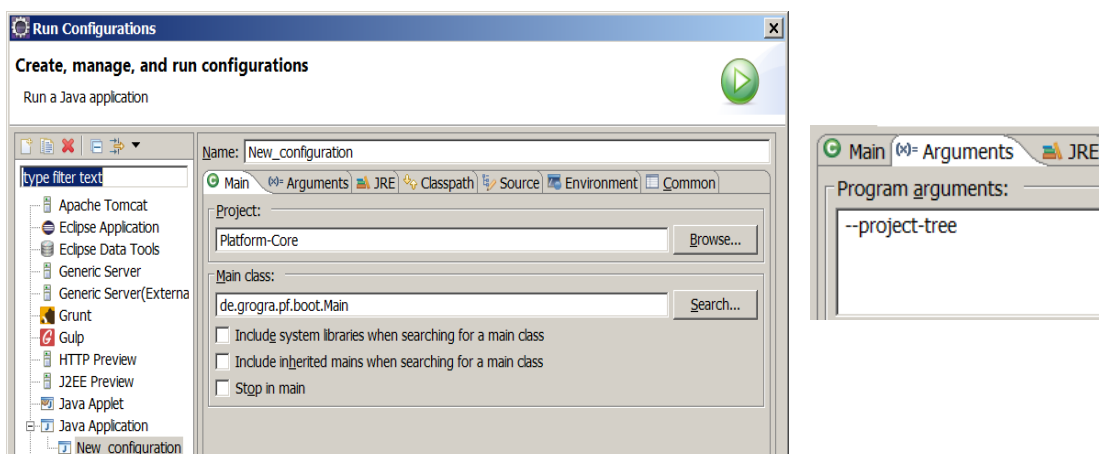 Run Configurations
Create, manage, and run configurations
Run a Java application
type filter text
Apache Tomcat
Eclipse Application
Eclipse Data Tools
Generic Server
Generic Server(Externa
Grunt
Gulp
HTTP Preview
J2EE Preview
Java Applet
Java Application
New_configuration
Name: New_configuration
Main (x)= Arguments JRE Classpath Source Environment Common
Project:
Platform-Core Browse...
Main class:
de.grogra.pf.boot.Main Search...
Include system libraries when searching for a main class
Include inherited mains when searching for a main class
Stop in main
Main (x)= Arguments JRE
Program arguments:
--project-tree